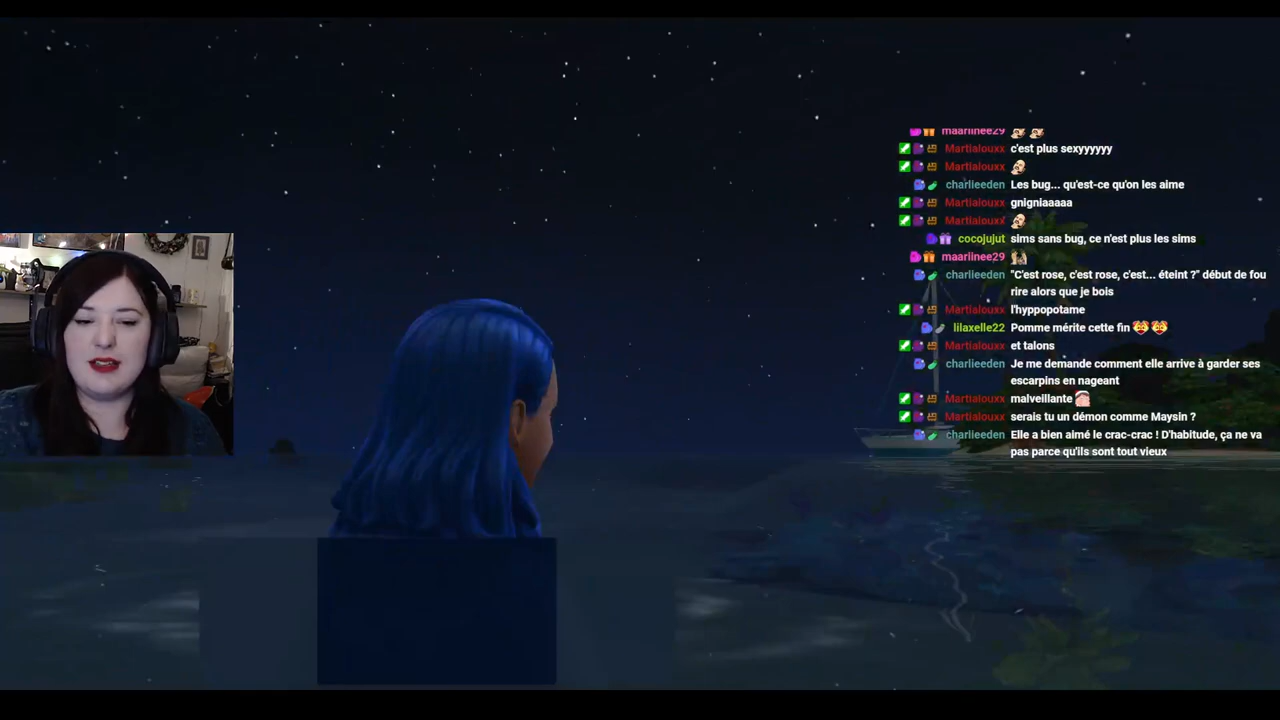 maariinee29
Martialouxx c'est plus sexyyyyyy
Martialouxx
charlieeden Les bug... qu'est-ce qu'on les aime
Martialouxx gnigniaaaaa
Martialouxx
cocojujut sims sans bug, ce n'est plus les sims
maariinee29
charlieeden "C'est rose, c'est rose, c'est... éteint ?" début de fou
rire alors que je bois
Martialouxx l'hyppopotame
lilaxelle22 Pomme mérite cette fin
Martialouxx et talons
charlieeden Je me demande comment elle arrive à garder ses
escarpins en nageant
Martialouxx malveillante
Martialouxx serais tu un démon comme Maysin ?
charlieeden Elle a bien aimé le crac-crac ! D'habitude, ça ne va
pas parce qu'ils sont tout vieux